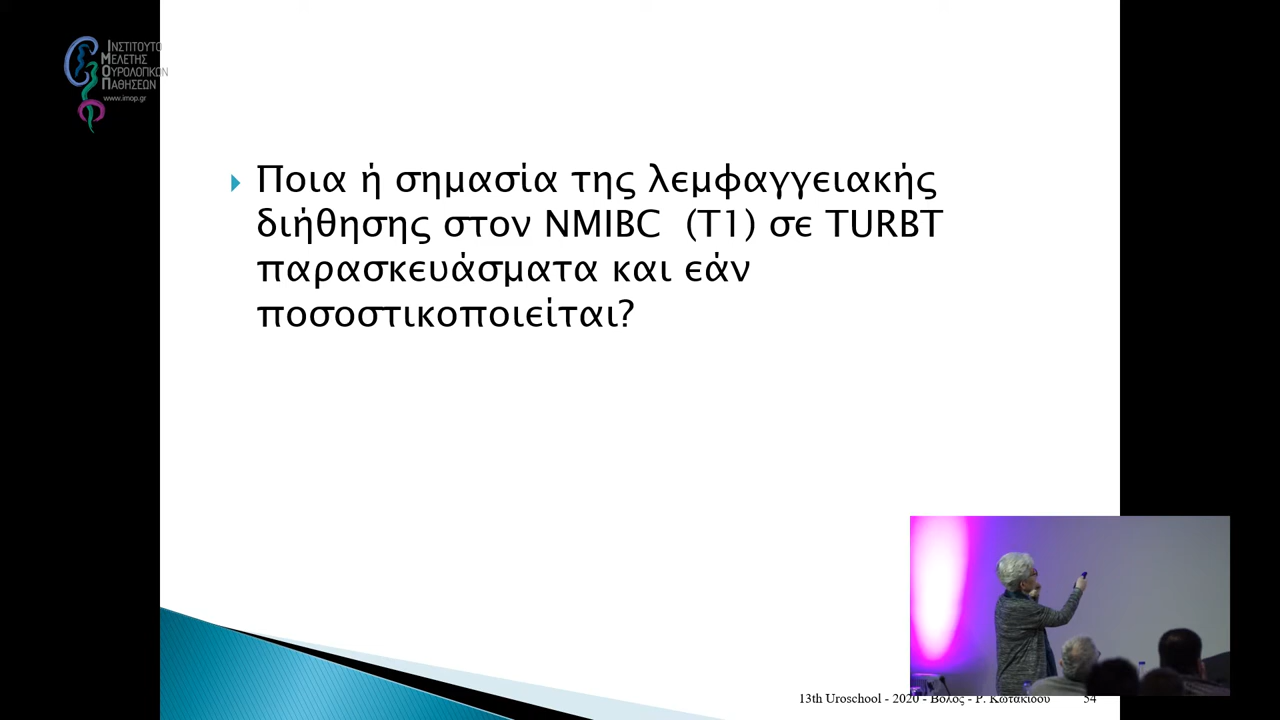 ΙΝΣΤΙΤΟΥΤΟ
ΜΕΛΕΤΗΣ
ΟΥΡΟΛΟΓΙΚΩΝ
ΠΑΘΗΣΕΩΝ
www.imop.gr
Ποια ή σημασία της λεμφαγγειακής
διήθησης στον NMIBC (T1) σε TURBT
παρασκευάσματα και εάν
ποσοστικοποιείται?
13th Uroschool - 2020 - Βόλος - Ρ. Κωτακίδου
54